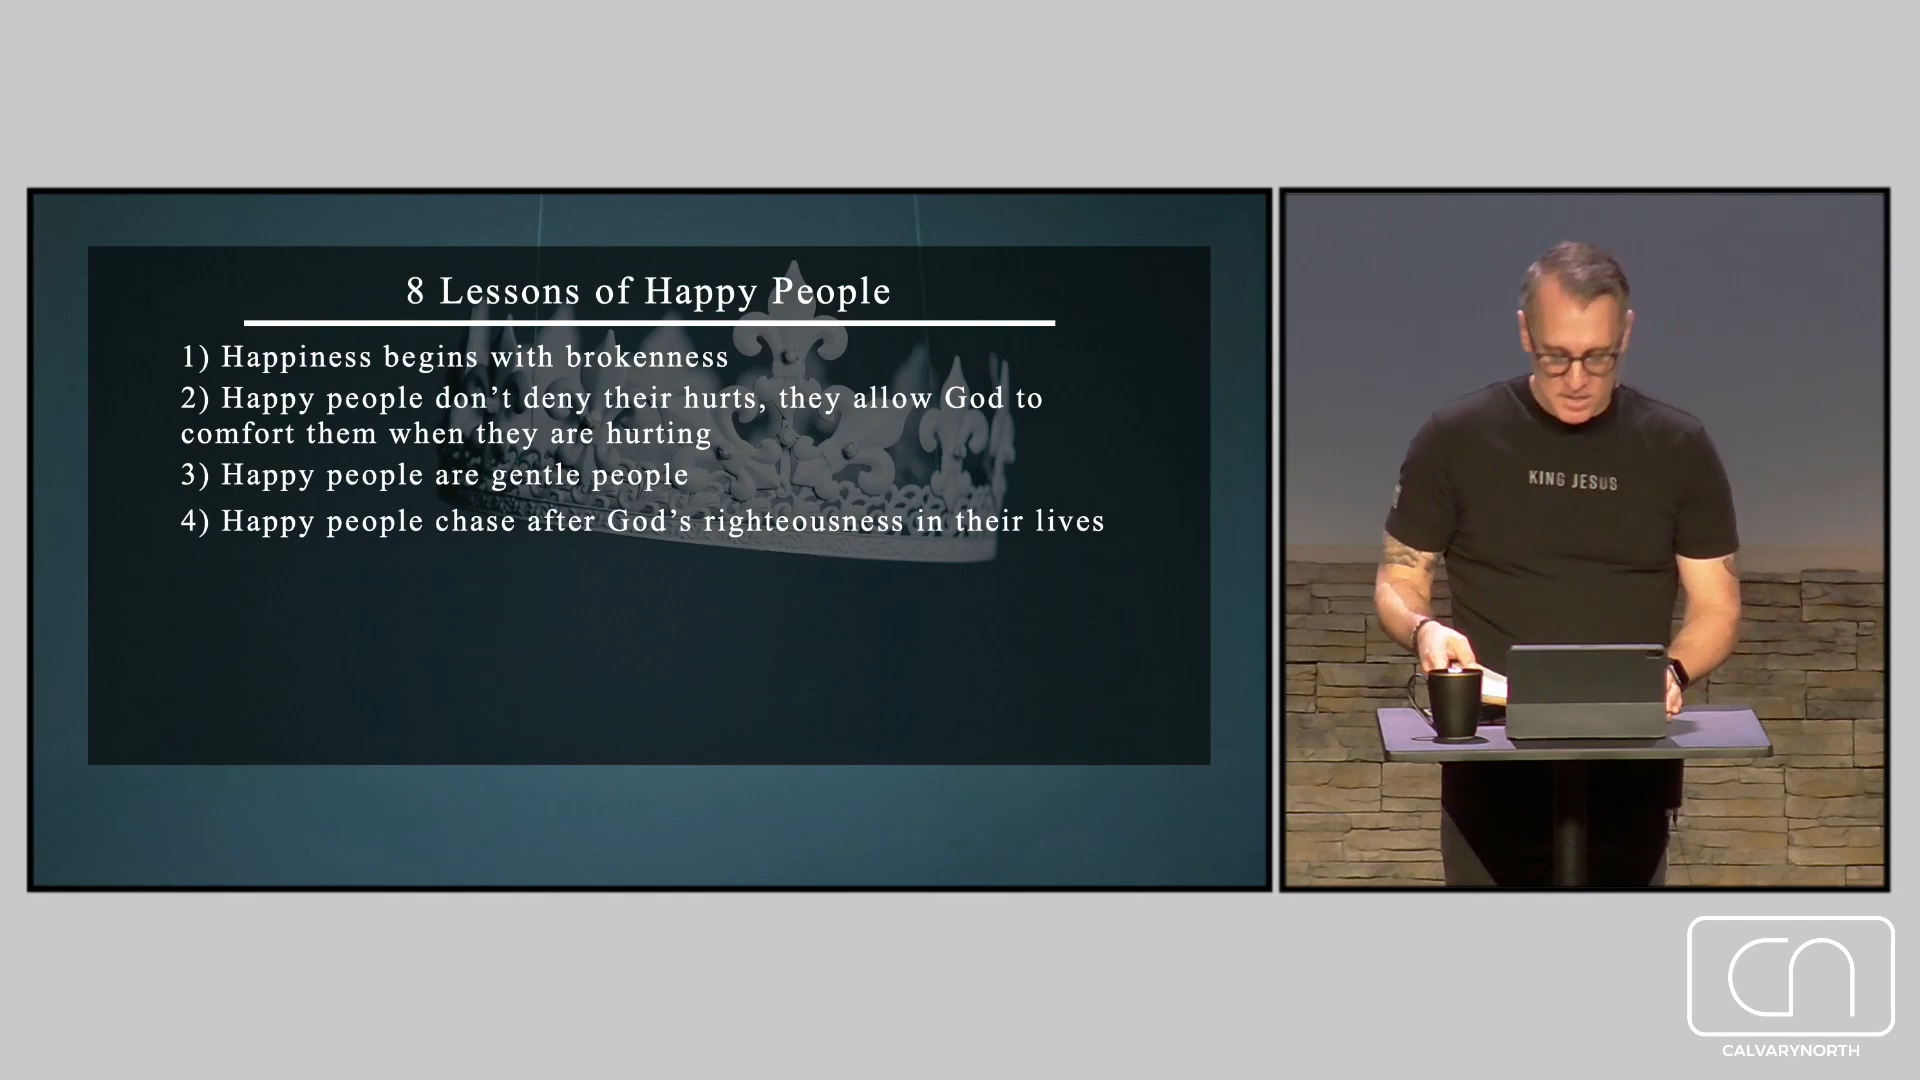 8 Lessons of Happy People
1) Happiness begins with brokenness
2) Happy people don’t deny their hurts, they allow God to
comfort them when they are hurting
3) Happy people are gentle people
4) Happy people chase after God’s righteousness in their lives
KING JESUS
cn
CALVARYNORTH